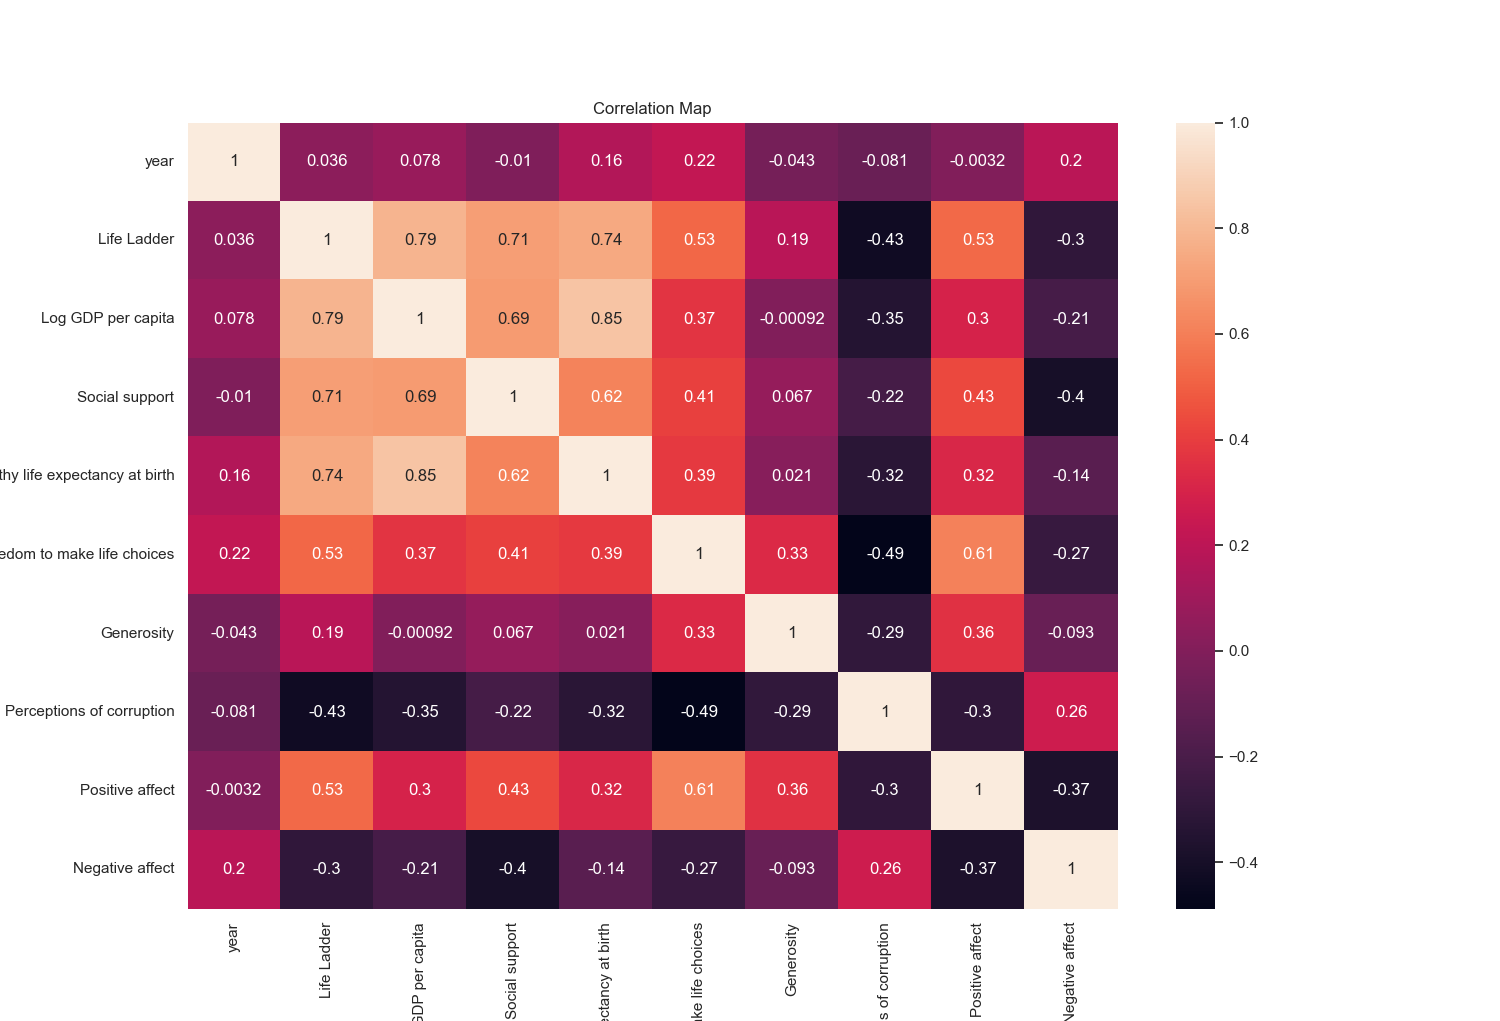 Correlation Map
year 1 0.036 0.078 -0.01 0.16 0.22 -0.043 -0.081 -0.0032 0.2
Life Ladder 0.036 1 0.79 0.71 0.74 0.53 0.19 -0.43 0.53 -0.3
Log GDP per capita 0.078 0.79 1 0.69 0.85 0.37 -0.00092 -0.35 0.3 -0.21
Social support -0.01 0.71 0.69 1 0.62 0.41 0.067 -0.22 0.43 -0.4
thy life expectancy at birth 0.16 0.74 0.85 0.62 1 0.39 0.021 -0.32 0.32 -0.14
edom to make life choices 0.22 0.53 0.37 0.41 0.39 1 0.33 -0.49 0.61 -0.27
Generosity -0.043 0.19 -0.00092 0.067 0.021 0.33 1 -0.29 0.36 -0.093
Perceptions of corruption -0.081 -0.43 -0.35 -0.22 -0.32 -0.49 -0.29 1 -0.3 0.26
Positive affect -0.0032 0.53 0.3 0.43 0.32 0.61 0.36 -0.3 1 -0.37
Negative affect 0.2 -0.3 -0.21 -0.4 -0.14 -0.27 -0.093 0.26 -0.37 1
year
Life Ladder
GDP per capita
Social support
ectancy at birth
ake life choices
Generosity
s of corruption
Positive affect
Negative affect
1.0
0.8
0.6
0.4
0.2
0.0
−0.2
−0.4